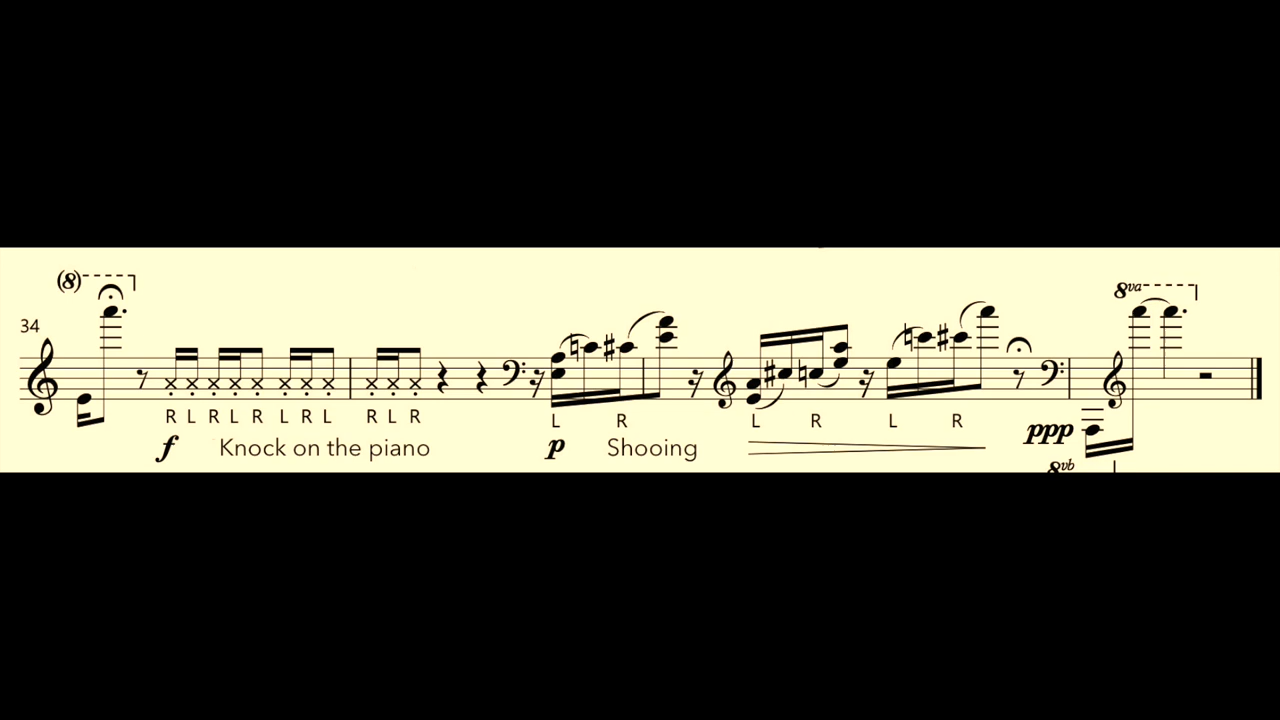 (8)
8va
34
R L R L R L R L R L R L R L R L R
f Knock on the piano p Shooing ppp
8vb